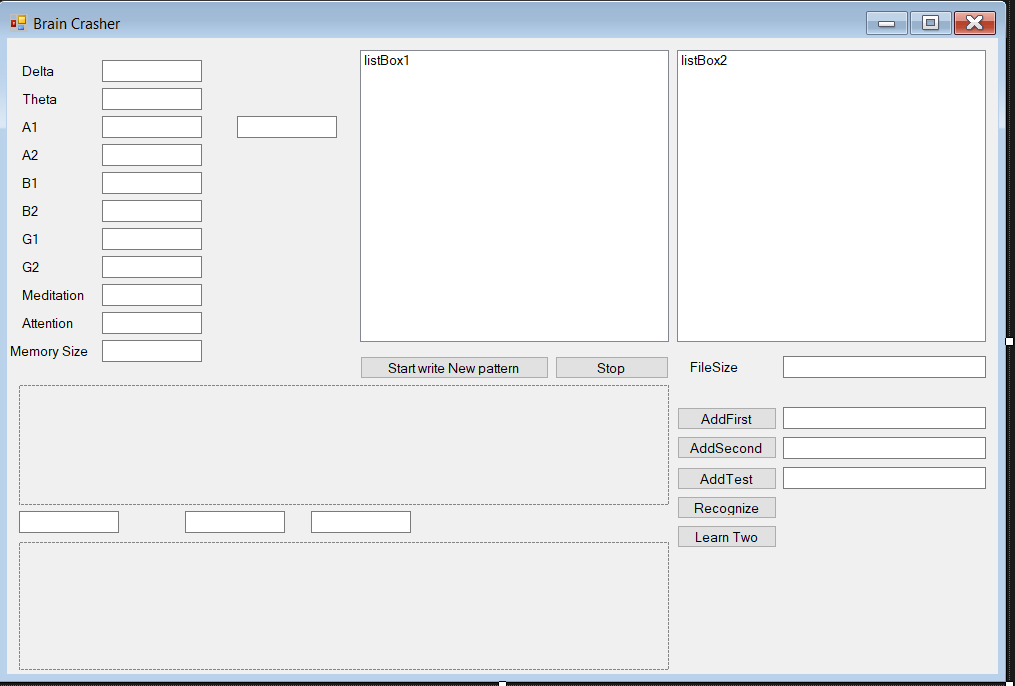 Brain Crasher
Delta
Theta
A1
A2
B1
B2
G1
G2
Meditation
Attention
Memory Size
listBox1
listBox2
Start write New pattern
Stop
FileSize
AddFirst
AddSecond
AddTest
Recognize
Learn Two